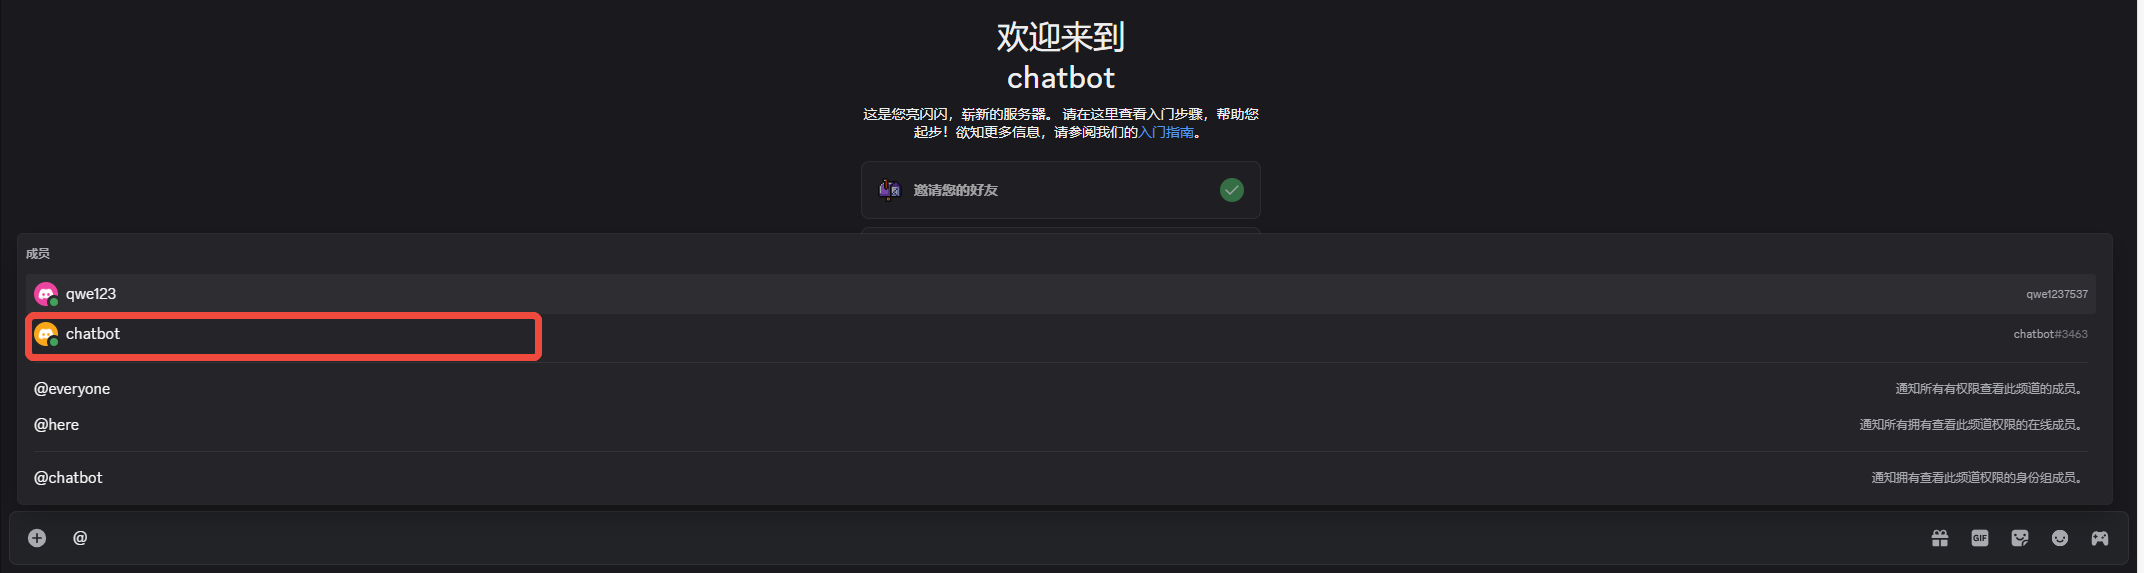 欢迎来到
chatbot
这是您亮闪闪，崭新的服务器。 请在这里查看入门步骤，帮助您
起步！欲知更多信息，请参阅我们的入门指南。
邀请您的好友
成员
qwe123 qwe1237537
chatbot chatbot#3463
@everyone 通知所有有权限查看此频道的成员。
@here 通知所有拥有查看此频道权限的在线成员。
@chatbot 通知拥有查看此频道权限的身份组成员。
@ GIF